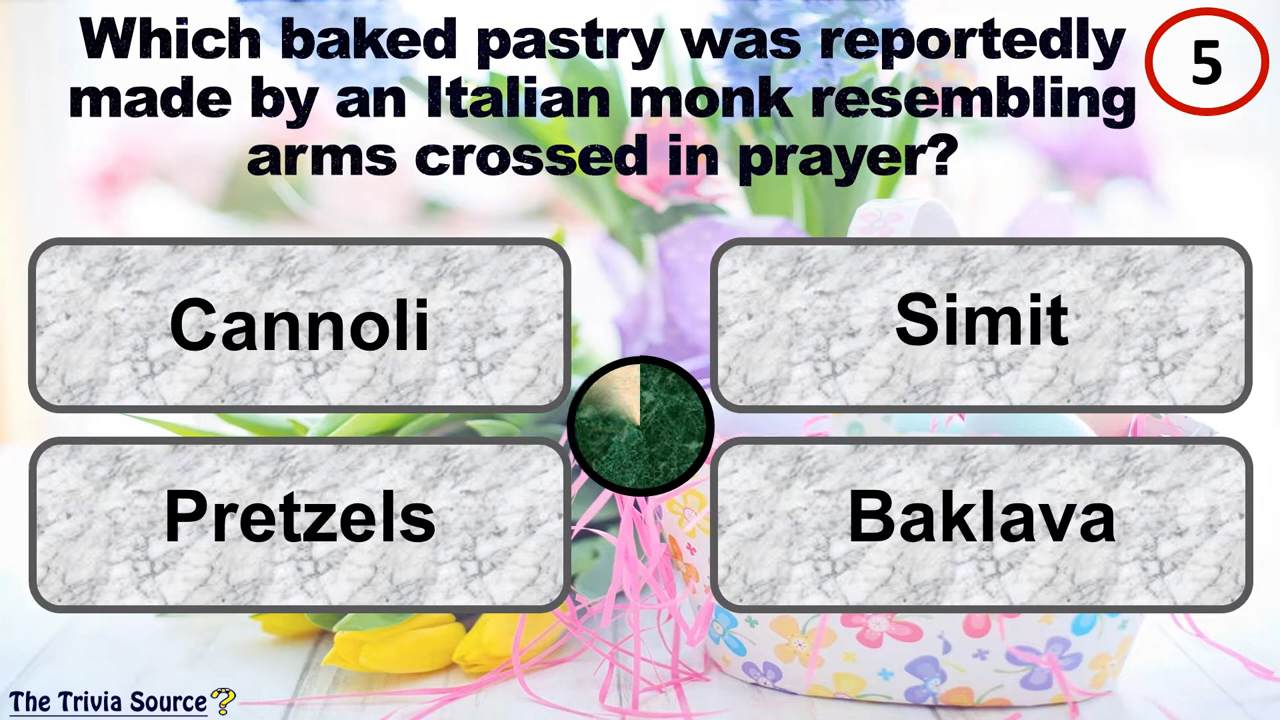 Which baked pastry was reportedly
made by an Italian monk resembling
arms crossed in prayer?
5
Cannoli
Simit
Pretzels
Baklava
The Trivia Source?